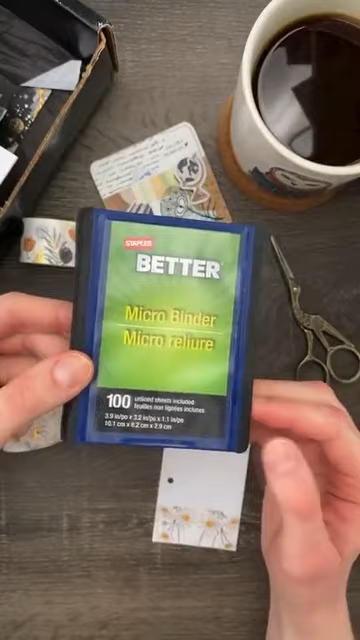 STAPLES
BETTER
Micro Binder
Micro reliure
100 unlined sheets included
feuilles non lignées incluses
3.9 in/po x 3.2 in/po x 1.1 in/po
10.1 cm x 8.2 cm x 2.9 cm